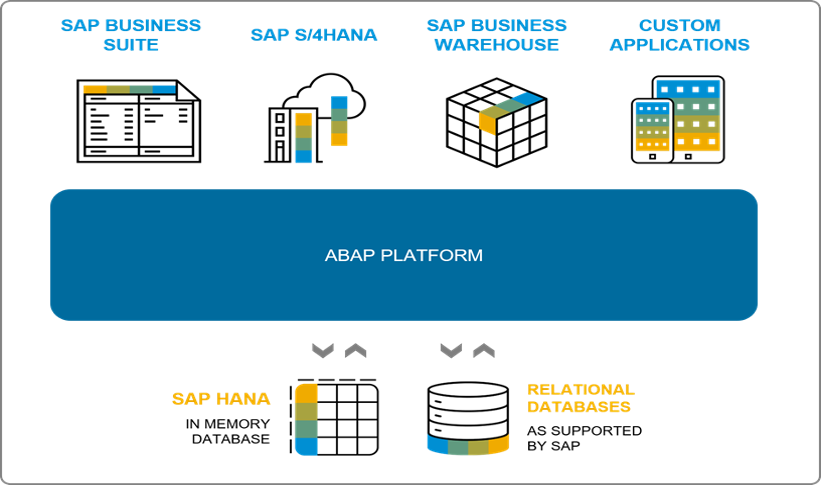 SAP BUSINESS
SUITE
SAP S/4HANA
SAP BUSINESS
WAREHOUSE
CUSTOM
APPLICATIONS
ABAP PLATFORM
SAP HANA
IN MEMORY
DATABASE
RELATIONAL
DATABASES
AS SUPPORTED
BY SAP